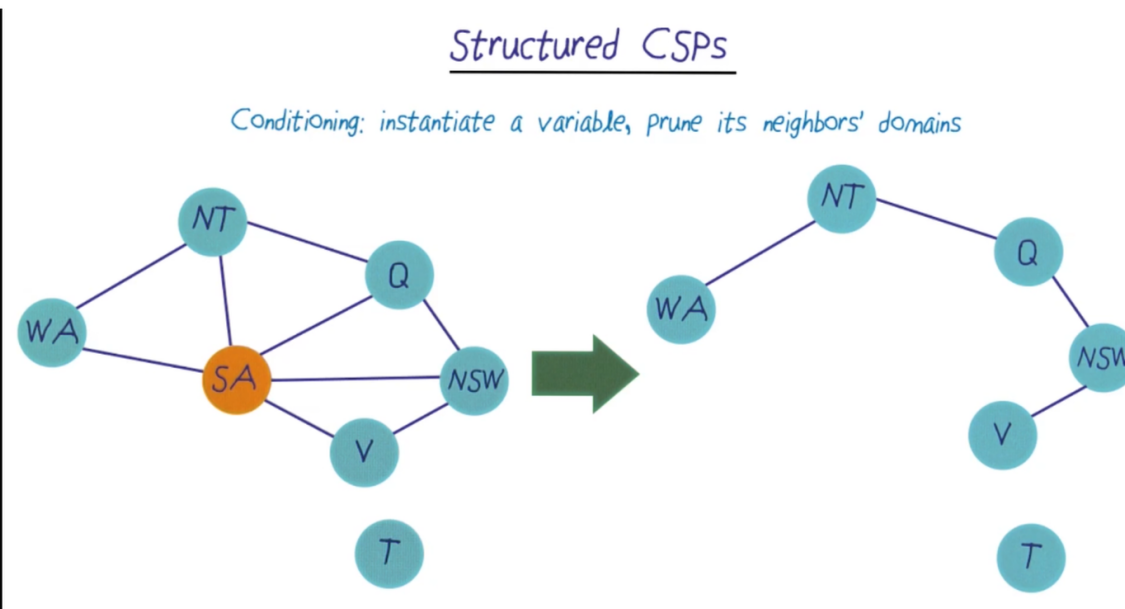 Structured CSPs
Conditioning: instantiate a variable, prune its neighbors' domains
NT
Q
WA
SA
NSW
V
T
NT
Q
WA
NSW
V
T